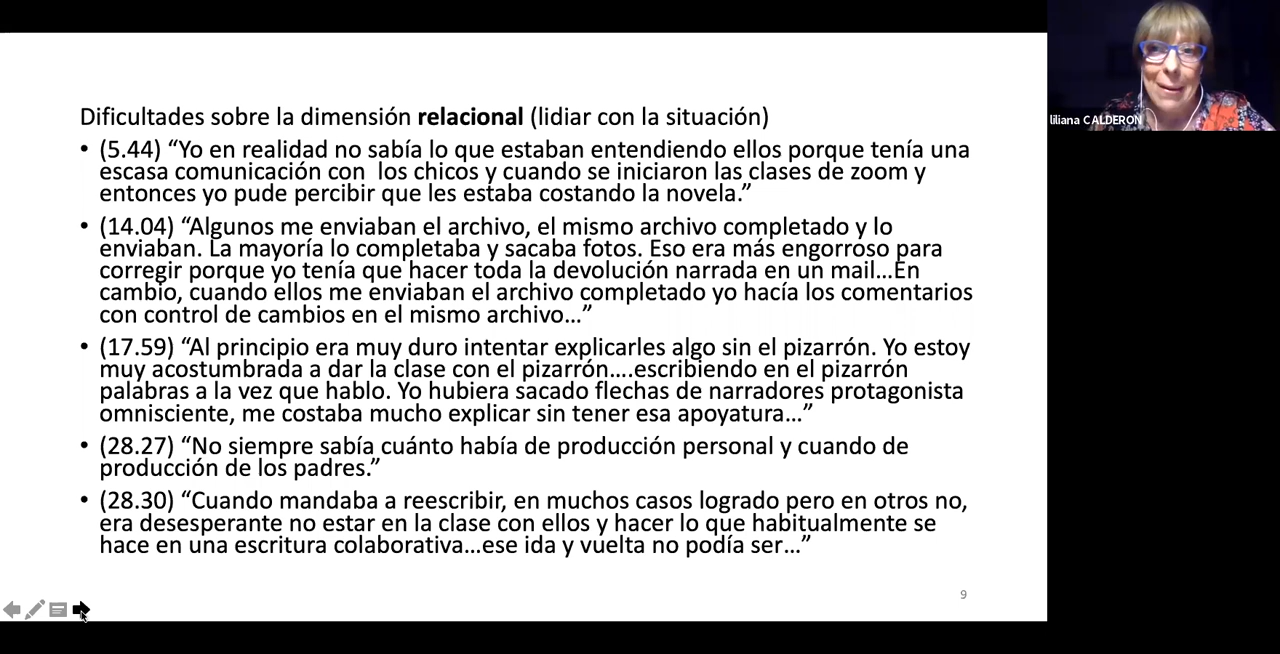 Dificultades sobre la dimensión relacional (lidiar con la situación)
• (5.44) “Yo en realidad no sabía lo que estaban entendiendo ellos porque tenía una
escasa comunicación con  los chicos y cuando se iniciaron las clases de zoom y
entonces yo pude percibir que les estaba costando la novela.”
• (14.04) “Algunos me enviaban el archivo, el mismo archivo completado y lo
enviaban. La mayoría lo completaba y sacaba fotos. Eso era más engorroso para
corregir porque yo tenía que hacer toda la devolución narrada en un mail…En
cambio, cuando ellos me enviaban el archivo completado yo hacía los comentarios
con control de cambios en el mismo archivo…”
• (17.59) “Al principio era muy duro intentar explicarles algo sin el pizarrón. Yo estoy
muy acostumbrada a dar la clase con el pizarrón….escribiendo en el pizarrón
palabras a la vez que hablo. Yo hubiera sacado flechas de narradores protagonista
omnisciente, me costaba mucho explicar sin tener esa apoyatura…”
• (28.27) “No siempre sabía cuánto había de producción personal y cuando de
producción de los padres.”
• (28.30) “Cuando mandaba a reescribir, en muchos casos logrado pero en otros no,
era desesperante no estar en la clase con ellos y hacer lo que habitualmente se
hace en una escritura colaborativa…ese ida y vuelta no podía ser…”
9
liliana CALDERON